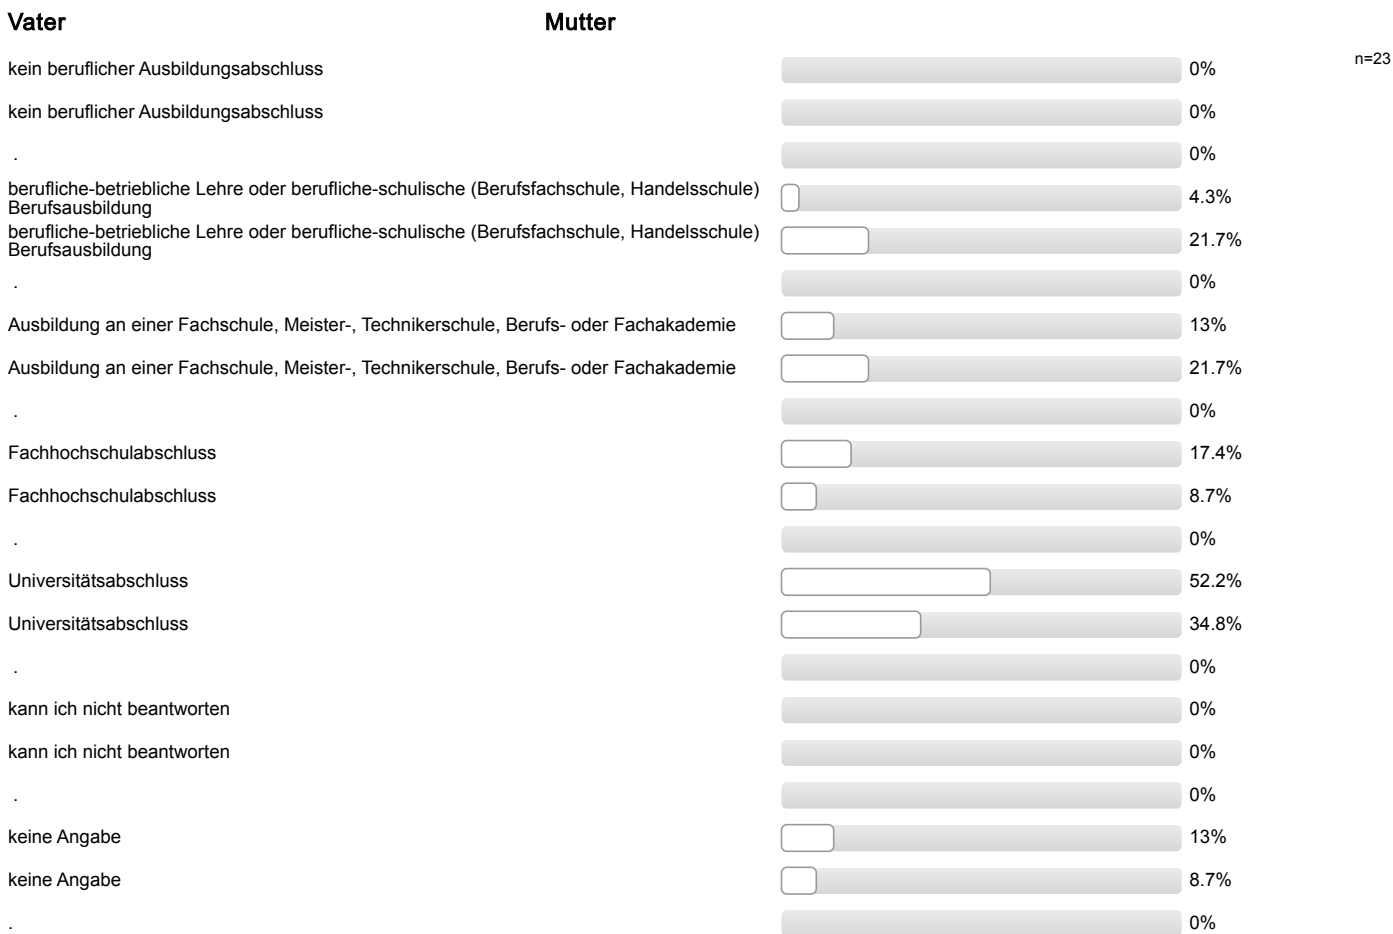 Vater Mutter
n=23
kein beruflicher Ausbildungsabschluss 0%
kein beruflicher Ausbildungsabschluss 0%
. 0%
berufliche-betriebliche Lehre oder berufliche-schulische (Berufsfachschule, Handelsschule)
Berufsausbildung 4.3%
berufliche-betriebliche Lehre oder berufliche-schulische (Berufsfachschule, Handelsschule)
Berufsausbildung 21.7%
. 0%
Ausbildung an einer Fachschule, Meister-, Technikerschule, Berufs- oder Fachakademie 13%
Ausbildung an einer Fachschule, Meister-, Technikerschule, Berufs- oder Fachakademie 21.7%
. 0%
Fachhochschulabschluss 17.4%
Fachhochschulabschluss 8.7%
. 0%
Universitätsabschluss 52.2%
Universitätsabschluss 34.8%
. 0%
kann ich nicht beantworten 0%
kann ich nicht beantworten 0%
. 0%
keine Angabe 13%
keine Angabe 8.7%
. 0%